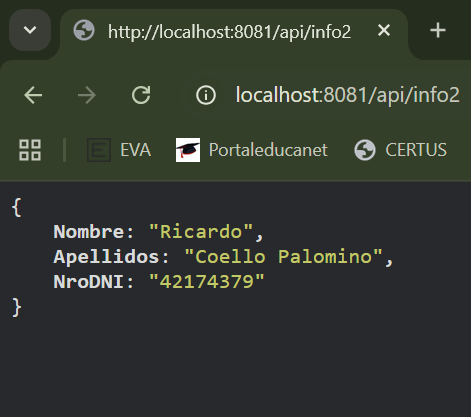 http://localhost:8081/api/info2
localhost:8081/api/info2
EVA Portaleducanet CERTUS
{
    Nombre: "Ricardo",
    Apellidos: "Coello Palomino",
    NroDNI: "42174379"
}